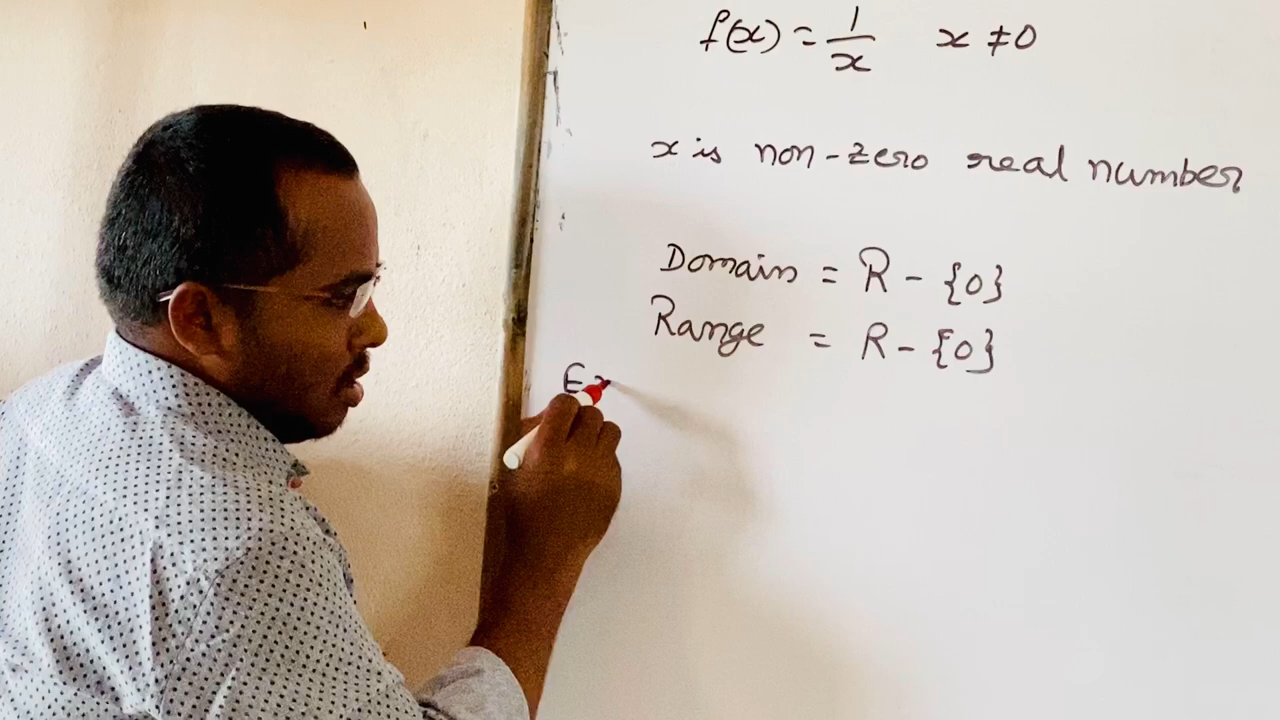 f(x) = 1/x x ≠ 0
x is non-zero real number
Domain = R - {0}
Range = R - {0}